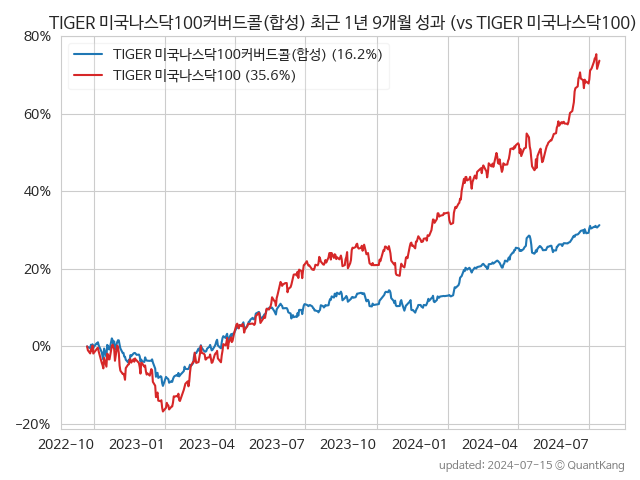 TIGER 미국나스닥100커버드콜(합성) 최근 1년 9개월 성과 (vs TIGER 미국나스닥100)
80%
TIGER 미국나스닥100커버드콜(합성) (16.2%)
TIGER 미국나스닥100 (35.6%)
60%
40%
20%
0%
−20%
2022-10 2023-01 2023-04 2023-07 2023-10 2024-01 2024-04 2024-07
updated: 2024-07-15 © QuantKang